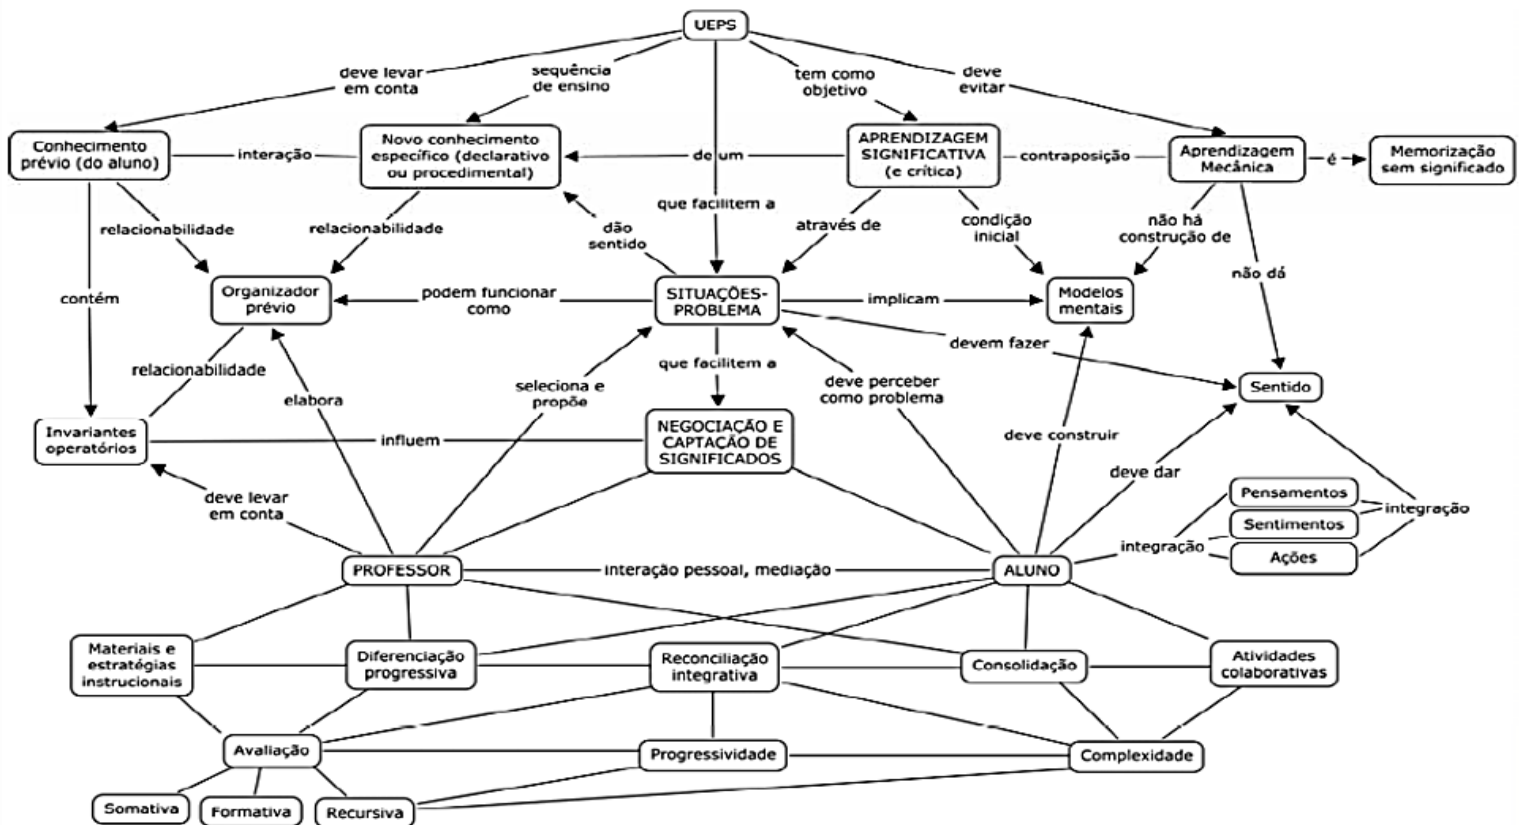 UEPS
deve levar
em conta
sequência
de ensino
tem como
objetivo
deve
evitar
Conhecimento
prévio (do aluno)
interação
Novo conhecimento
específico (declarativo
ou procedimental)
de um
APRENDIZAGEM
SIGNIFICATIVA
(e crítica)
contraposição
Aprendizagem
Mecânica
é
Memorização
sem significado
que facilitem a
relacionabilidade
relacionabilidade
dão
sentido
através de
condição
inicial
não há
construção de
não dá
contém
Organizador
prévio
podem funcionar
como
SITUAÇÕES-
PROBLEMA
implicam
Modelos
mentais
devem fazer
relacionabilidade
elabora
seleciona e
propõe
que facilitem a
deve perceber
como problema
Sentido
Invariantes
operatórios
influem
NEGOCIAÇÃO E
CAPTAÇÃO DE
SIGNIFICADOS
deve construir
deve dar
deve levar
em conta
Pensamentos
Sentimentos
Ações
integração
integração
PROFESSOR
interação pessoal, mediação
ALUNO
Materiais e
estratégias
instrucionais
Diferenciação
progressiva
Reconciliação
integrativa
Consolidação
Atividades
colaborativas
Avaliação
Progressividade
Complexidade
Somativa
Formativa
Recursiva